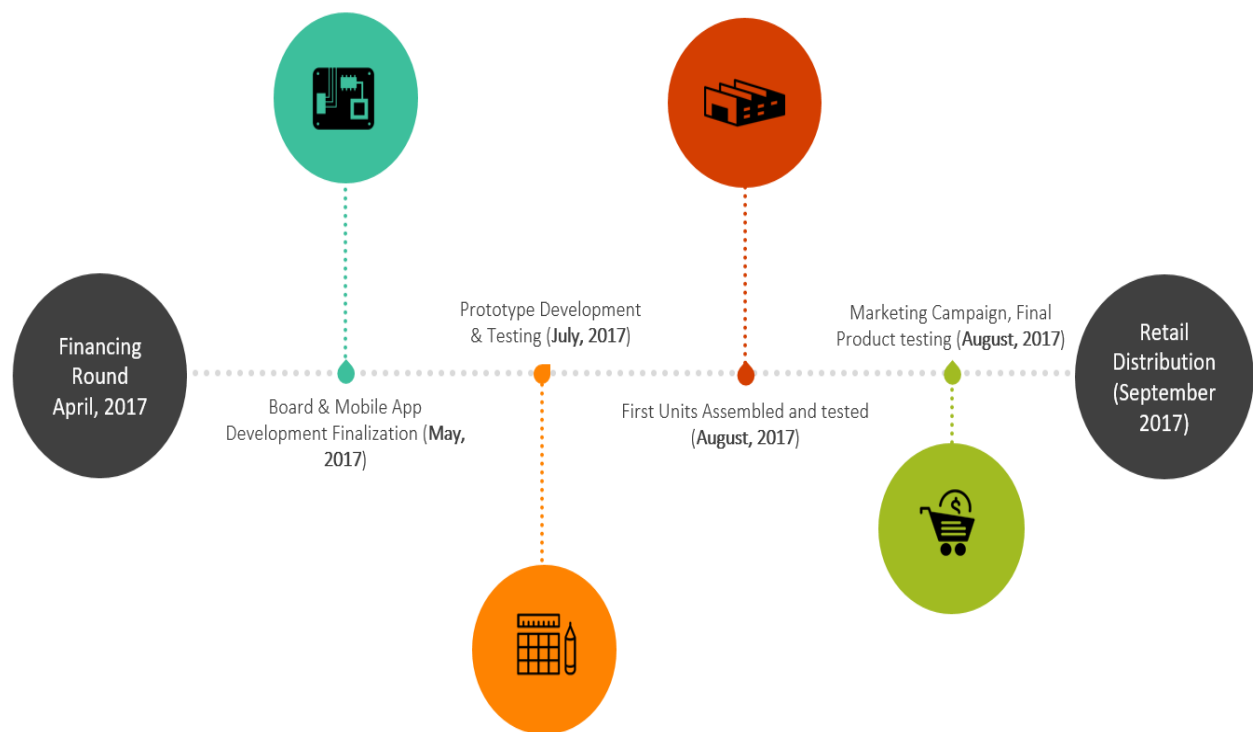 Financing
Round
April, 2017
Board & Mobile App
Development Finalization (May,
2017)
Prototype Development
& Testing (July, 2017)
First Units Assembled and tested
(August, 2017)
Marketing Campaign, Final
Product testing (August, 2017)
$
Retail
Distribution
(September
2017)